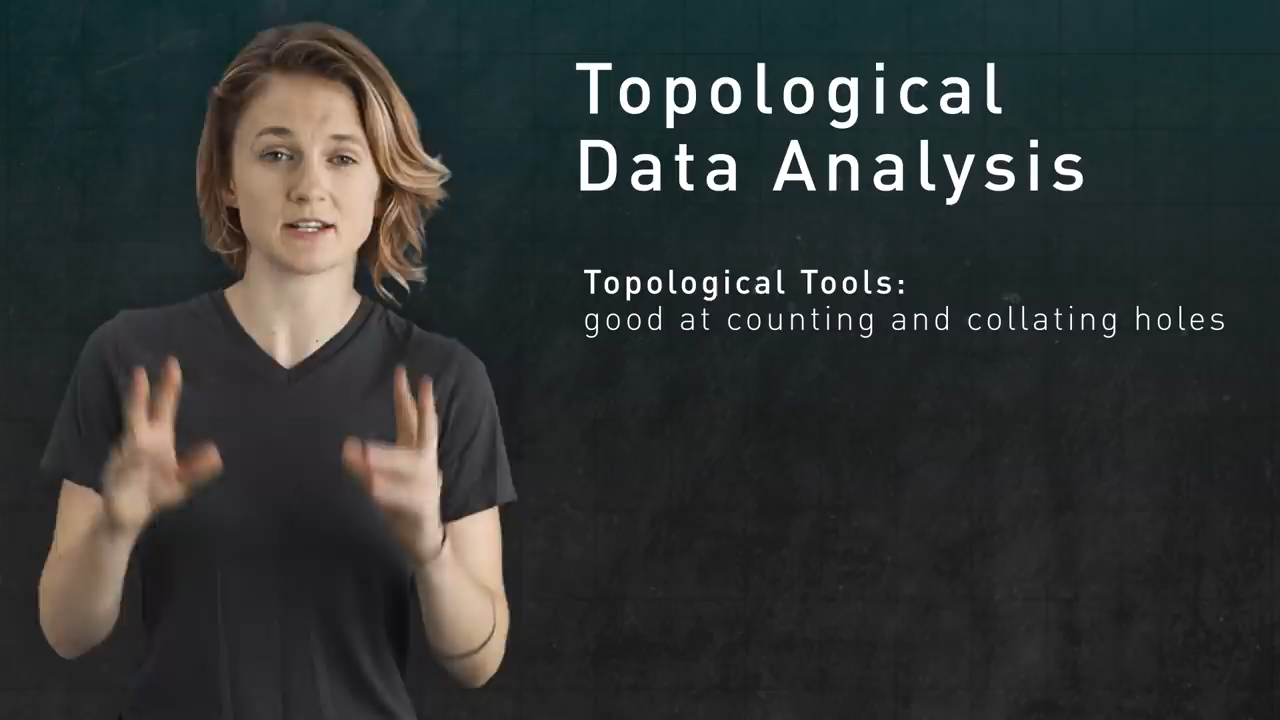 Topological
Data Analysis
Topological Tools:
good at counting and collating holes